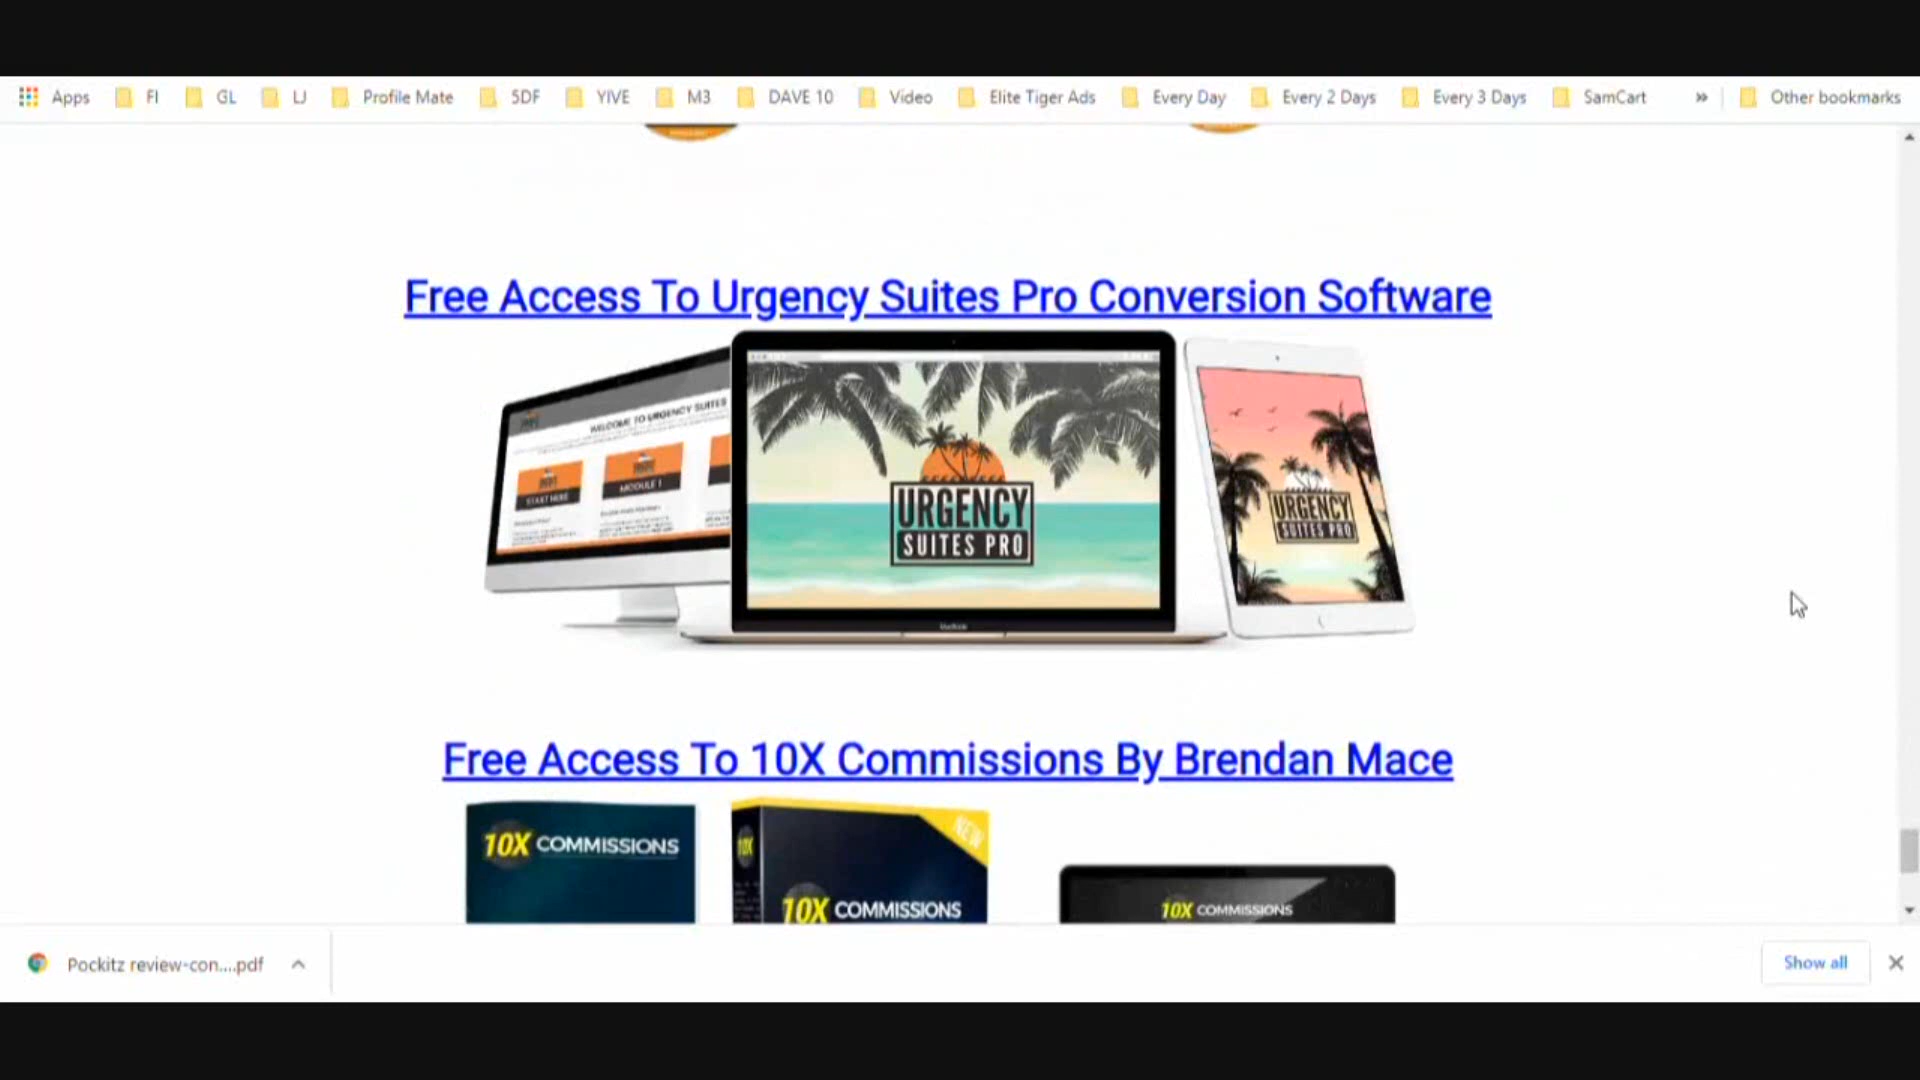 Apps FI GL LJ Profile Mate 5DF YIVE M3 DAVE 10 Video Elite Tiger Ads Every Day Every 2 Days Every 3 Days SamCart » Other bookmarks
Free Access To Urgency Suites Pro Conversion Software
WELCOME TO URGENCY SUITES
START HERE
MODULE 1
URGENCY
SUITES PRO
MacBook
URGENCY
SUITES PRO
Free Access To 10X Commissions By Brendan Mace
10X COMMISSIONS
NEW
10X
10X COMMISSIONS
10X COMMISSIONS
Pockitz review-con....pdf
Show all